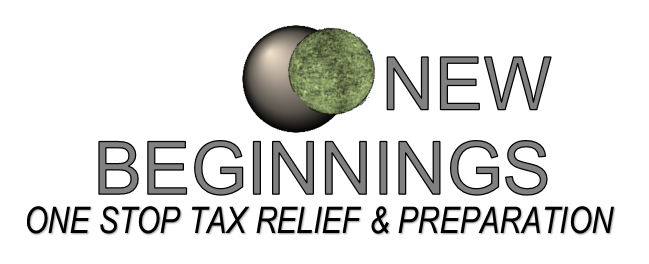 NEW
BEGINNINGS
ONE STOP TAX RELIEF & PREPARATION